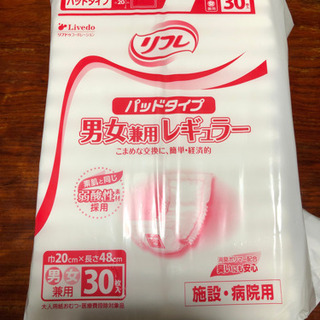 パッドタイプ
20
30
Livedo
リフレ
パッドタイプ
男女兼用レギュラー
こまめな交換に、簡単・経済的
素肌と同じ
弱酸性
採用
巾20cm×長さ48cm
男女
兼用
30枚入
施設・病院用